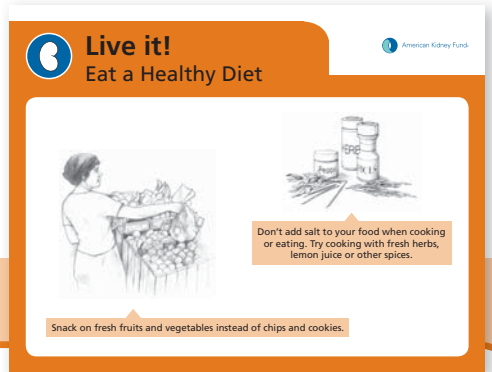 Live it!
Eat a Healthy Diet
American Kidney Fund
HERB
Don't add salt to your food when cooking
or eating. Try cooking with fresh herbs,
lemon juice or other spices.
Snack on fresh fruits and vegetables instead of chips and cookies.